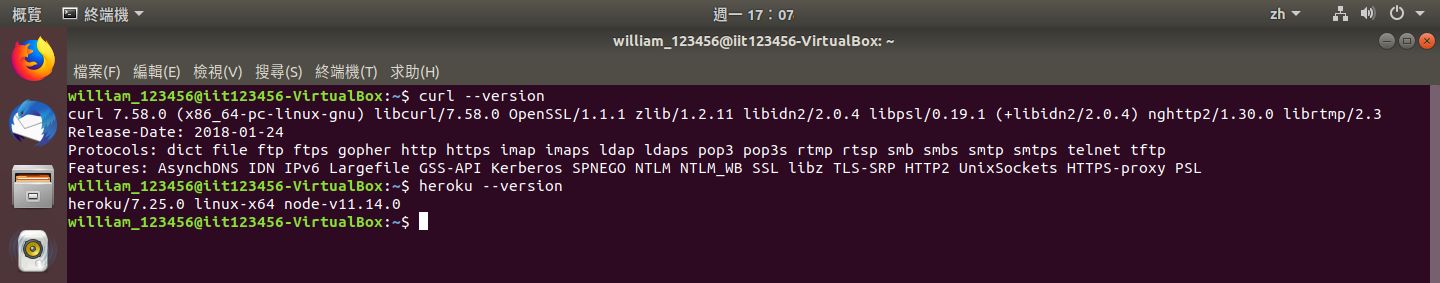 概覽 終端機 週一 17：07 zh
william_123456@iit123456-VirtualBox: ~
檔案(F) 編輯(E) 檢視(V) 搜尋(S) 終端機(T) 求助(H)
william_123456@iit123456-VirtualBox:~$ curl --version
curl 7.58.0 (x86_64-pc-linux-gnu) libcurl/7.58.0 OpenSSL/1.1.1 zlib/1.2.11 libidn2/2.0.4 libpsl/0.19.1 (+libidn2/2.0.4) nghttp2/1.30.0 librtmp/2.3
Release-Date: 2018-01-24
Protocols: dict file ftp ftps gopher http https imap imaps ldap ldaps pop3 pop3s rtmp rtsp smb smbs smtp smtps telnet tftp
Features: AsynchDNS IDN IPv6 Largefile GSS-API Kerberos SPNEGO NTLM NTLM_WB SSL libz TLS-SRP HTTP2 UnixSockets HTTPS-proxy PSL
william_123456@iit123456-VirtualBox:~$ heroku --version
heroku/7.25.0 linux-x64 node-v11.14.0
william_123456@iit123456-VirtualBox:~$